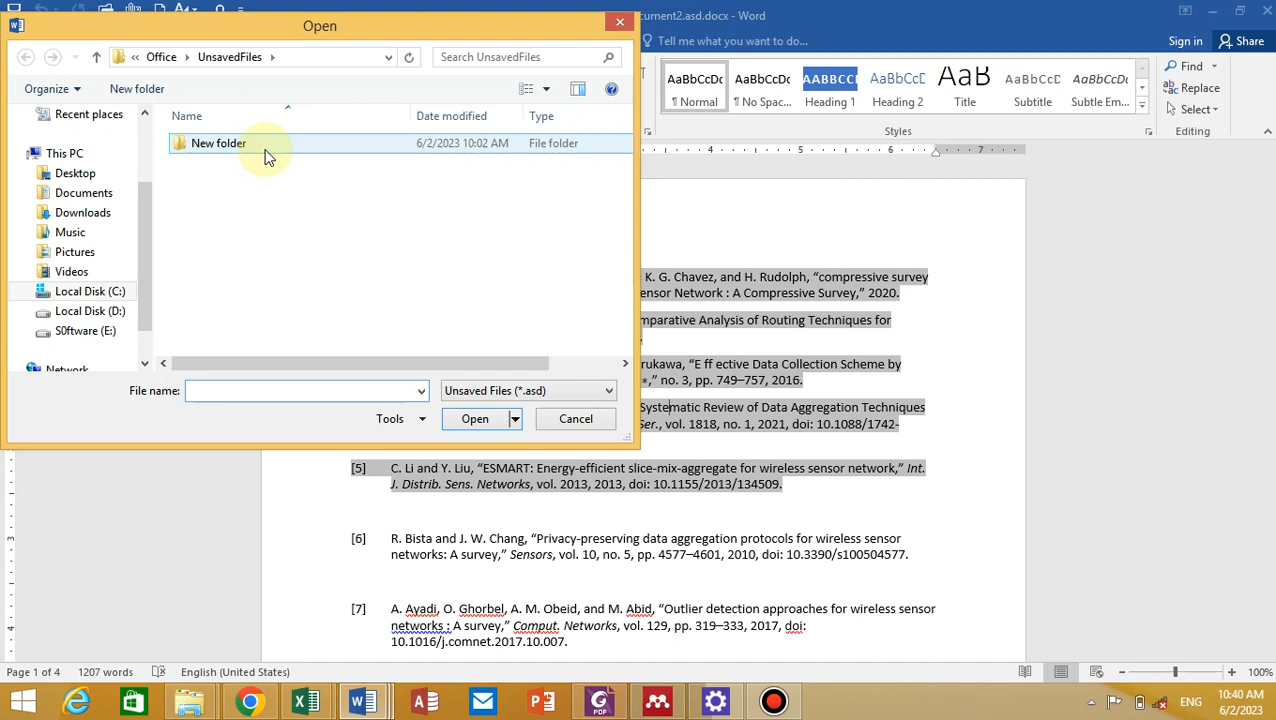 Open
cument2.asd.docx - Word
Office
UnsavedFiles
Search UnsavedFiles
Tell me what you want to do...
Sign in
Share
Organize
New folder
AaBbCcDc
AaBbCcDc
AABBCCI
AaBbCcDc
AaB
AaBbCcDc
AaBbCcDc
¶ Normal
¶ No Spac...
Heading 1
Heading 2
Title
Subtitle
Subtle Em...
Find
Replace
Select
Styles
Editing
Recent places
This PC
Desktop
Documents
Downloads
Music
Pictures
Videos
Local Disk (C:)
Local Disk (D:)
S0ftware (E:)
Network
Name
Date modified
Type
New folder
6/2/2023 10:02 AM
File folder
File name:
Unsaved Files (*.asd)
Tools
Open
Cancel
4 5 6 7
K. G. Chavez, and H. Rudolph, “compressive survey
ensor Network : A Compressive Survey,” 2020.
mparative Analysis of Routing Techniques for
rukawa, “E ff ective Data Collection Scheme by
∗,” no. 3, pp. 749–757, 2016.
Systematic Review of Data Aggregation Techniques
Ser., vol. 1818, no. 1, 2021, doi: 10.1088/1742-
[5] C. Li and Y. Liu, “ESMART: Energy-efficient slice-mix-aggregate for wireless sensor network,” Int.
J. Distrib. Sens. Networks, vol. 2013, 2013, doi: 10.1155/2013/134509.
[6] R. Bista and J. W. Chang, “Privacy-preserving data aggregation protocols for wireless sensor
networks: A survey,” Sensors, vol. 10, no. 5, pp. 4577–4601, 2010, doi: 10.3390/s100504577.
[7] A. Ayadi, O. Ghorbel, A. M. Obeid, and M. Abid, “Outlier detection approaches for wireless sensor
networks : A survey,” Comput. Networks, vol. 129, pp. 319–333, 2017, doi:
10.1016/j.comnet.2017.10.007.
3
4
Page 1 of 4
1207 words
English (United States)
100%
PDF
ENG
10:40 AM
6/2/2023